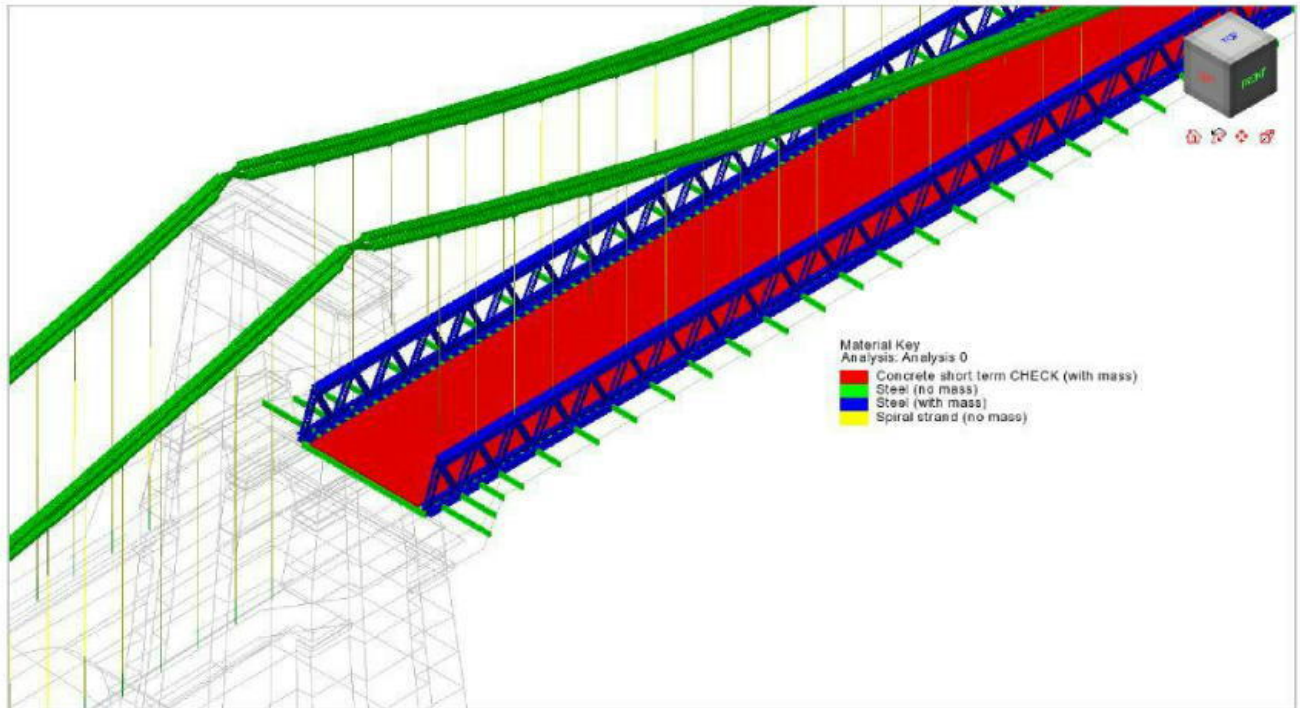 TOP
FRONT
Material Key
Analysis: Analysis 0
Concrete short term CHECK (with mass)
Steel (no mass)
Steel (with mass)
Spiral strand (no mass)